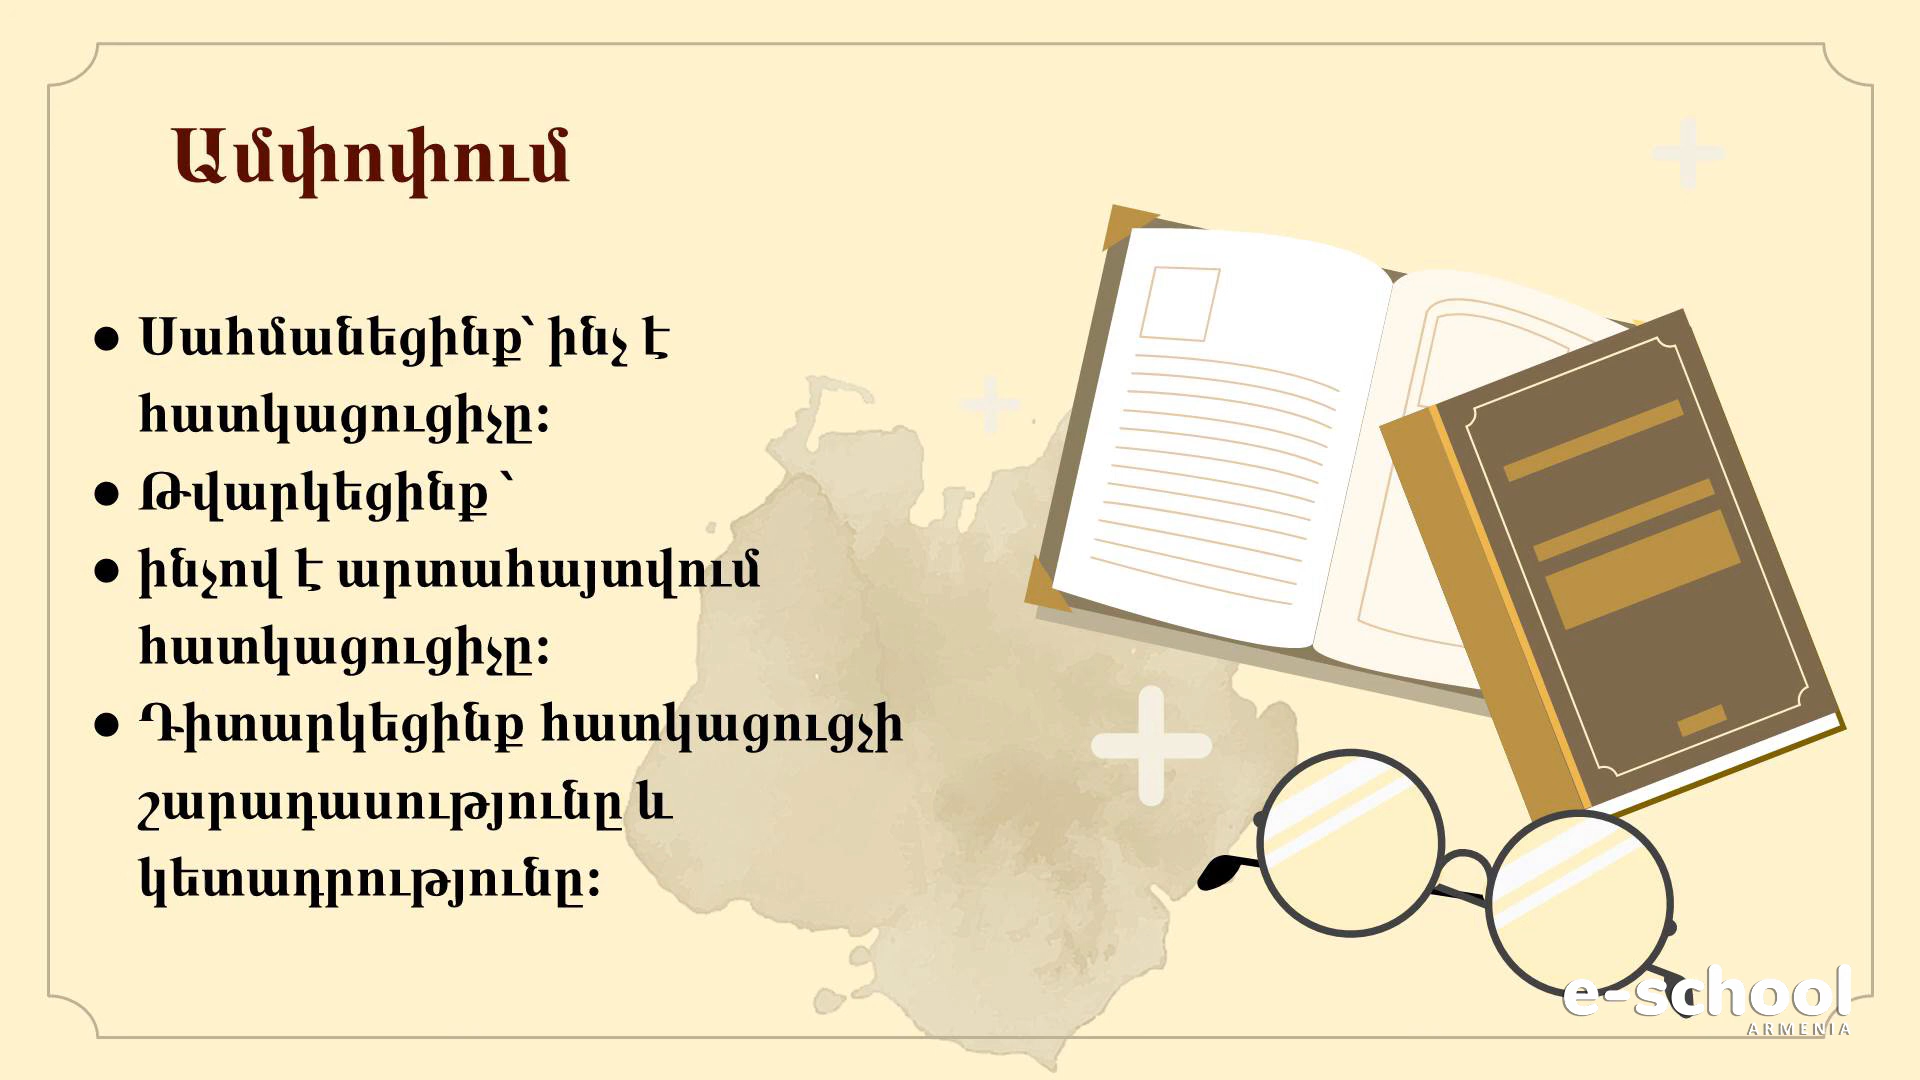 Ամփոփում
● Սահմանեցինք՝ ինչ է
հատկացուցիչը։
● Թվարկեցինք ՝
● ինչով է արտահայտվում
հատկացուցիչը։
● Դիտարկեցինք հատկացուցչի
շարադասությունը և
կետադրությունը։
e-school
ARMENIA